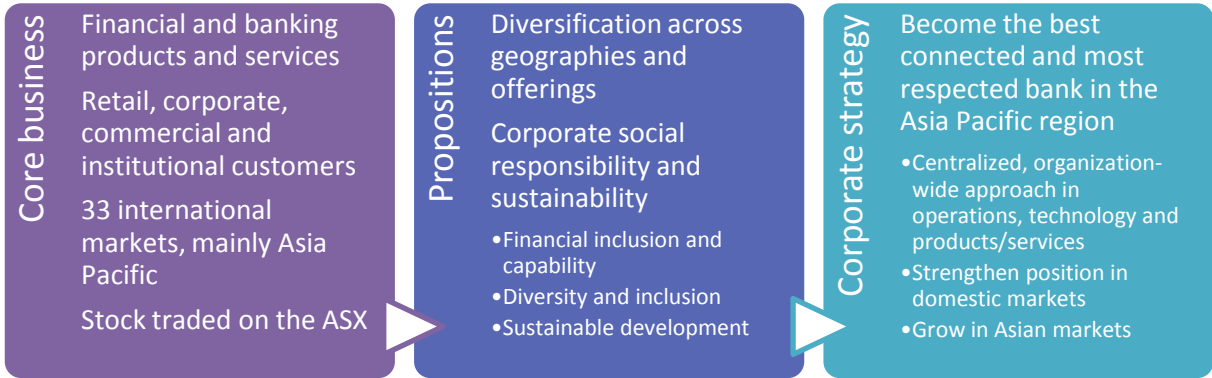 Core business
Financial and banking
products and services
Retail, corporate,
commercial and
institutional customers
33 international
markets, mainly Asia
Pacific
Stock traded on the ASX
Propositions
Diversification across
geographies and
offerings
Corporate social
responsibility and
sustainability
•Financial inclusion and
capability
•Diversity and inclusion
•Sustainable development
Corporate strategy
Become the best
connected and most
respected bank in the
Asia Pacific region
•Centralized, organization-
wide approach in
operations, technology and
products/services
•Strengthen position in
domestic markets
•Grow in Asian markets